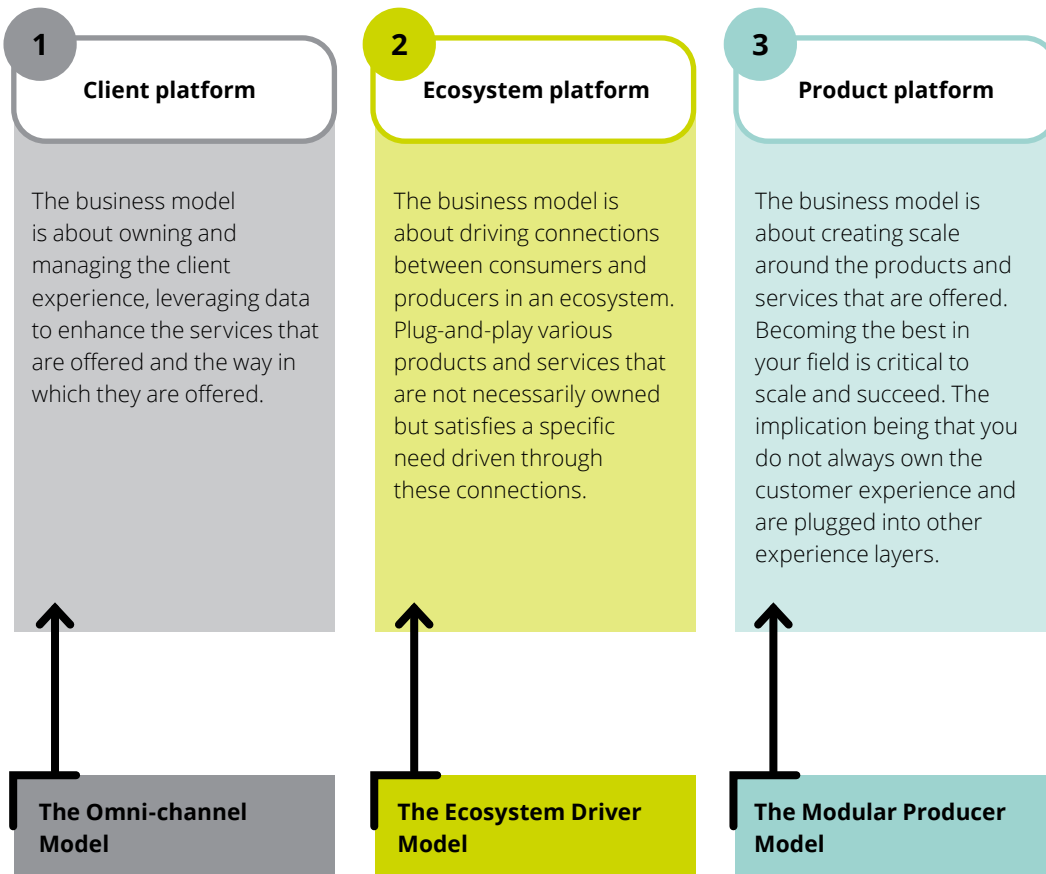 1
Client platform
The business model
is about owning and
managing the client
experience, leveraging data
to enhance the services that
are offered and the way in
which they are offered.
The Omni-channel
Model
2
Ecosystem platform
The business model is
about driving connections
between consumers and
producers in an ecosystem.
Plug-and-play various
products and services that
are not necessarily owned
but satisfies a specific
need driven through
these connections.
The Ecosystem Driver
Model
3
Product platform
The business model is
about creating scale
around the products and
services that are offered.
Becoming the best in
your field is critical to
scale and succeed. The
implication being that you
do not always own the
customer experience and
are plugged into other
experience layers.
The Modular Producer
Model